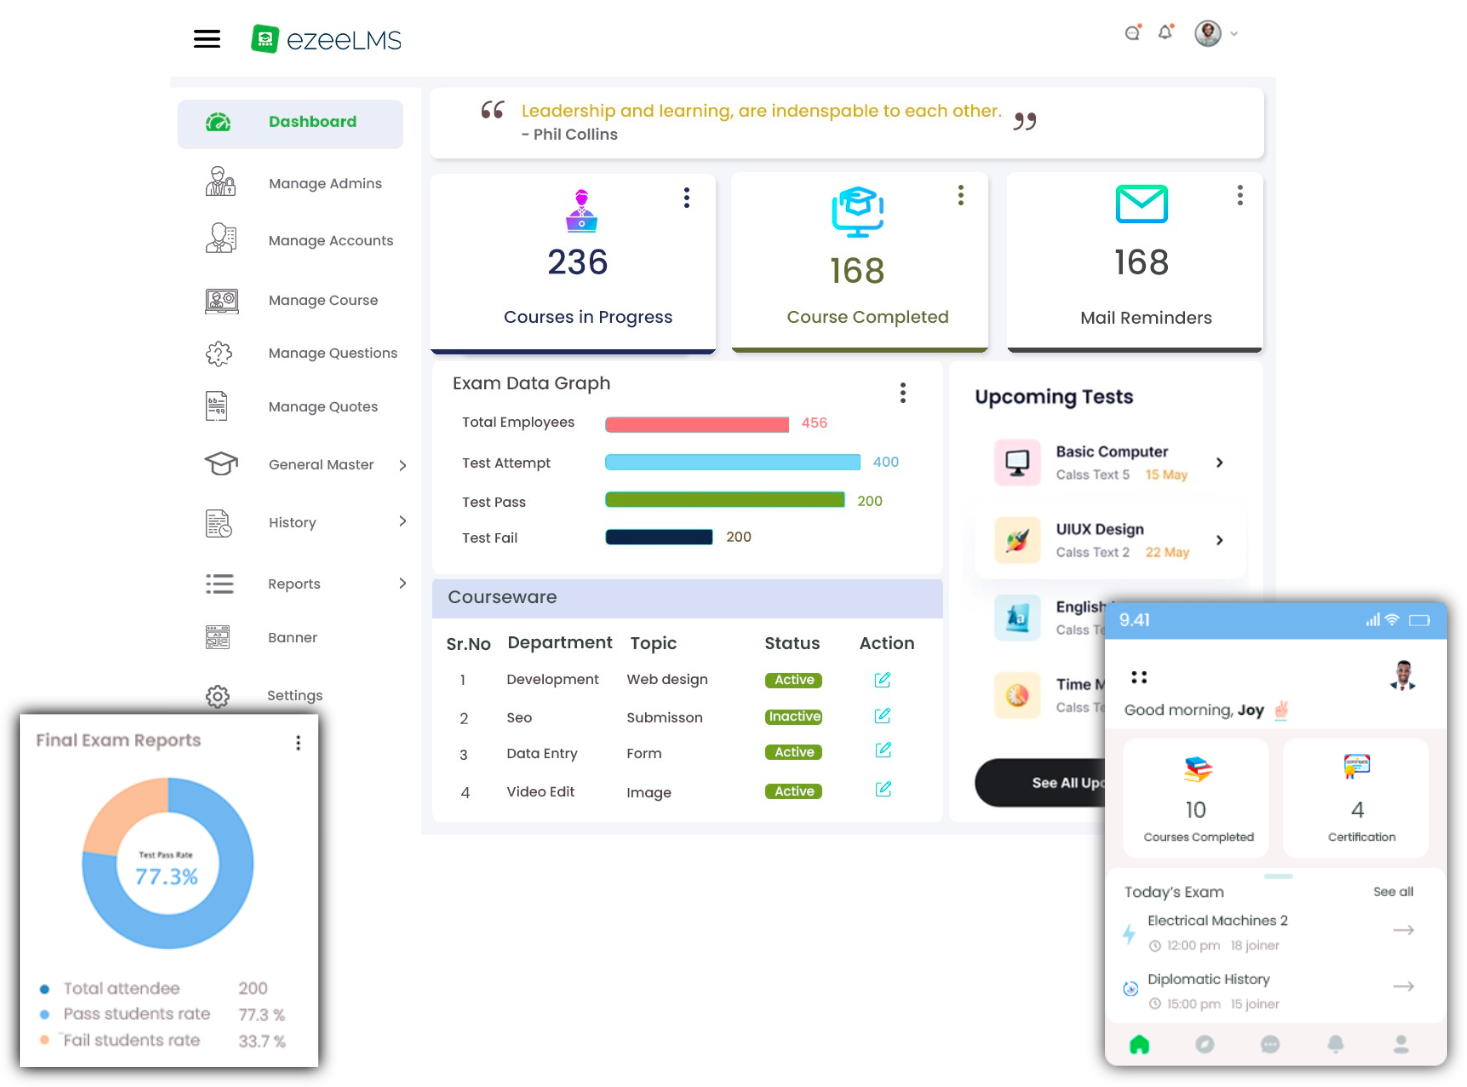 ezeeLMS
Dashboard
Manage Admins
Manage Accounts
Manage Course
Manage Questions
Manage Quotes
General Master
History
Reports
Banner
Settings
“ Leadership and learning, are indenspable to each other. ”
- Phil Collins
236
Courses in Progress
168
Course Completed
168
Mail Reminders
Exam Data Graph
Total Employees 456
Test Attempt 400
Test Pass 200
Test Fail 200
Upcoming Tests
Basic Computer
Calss Text 5 15 May
UIUX Design
Calss Text 2 22 May
English
Calss Te
Time M
Calss Te
See All Upc
Courseware
Sr.No Department Topic Status Action
1 Development Web design Active
2 Seo Submisson Inactive
3 Data Entry Form Active
4 Video Edit Image Active
Final Exam Reports
Test Pass Rate
77.3%
Total attendee 200
Pass students rate 77.3 %
Fail students rate 33.7 %
9.41
Good morning, Joy
10
Courses Completed
4
Certification
Today's Exam See all
Electrical Machines 2
12:00 pm 18 joiner
Diplomatic History
15:00 pm 15 joiner